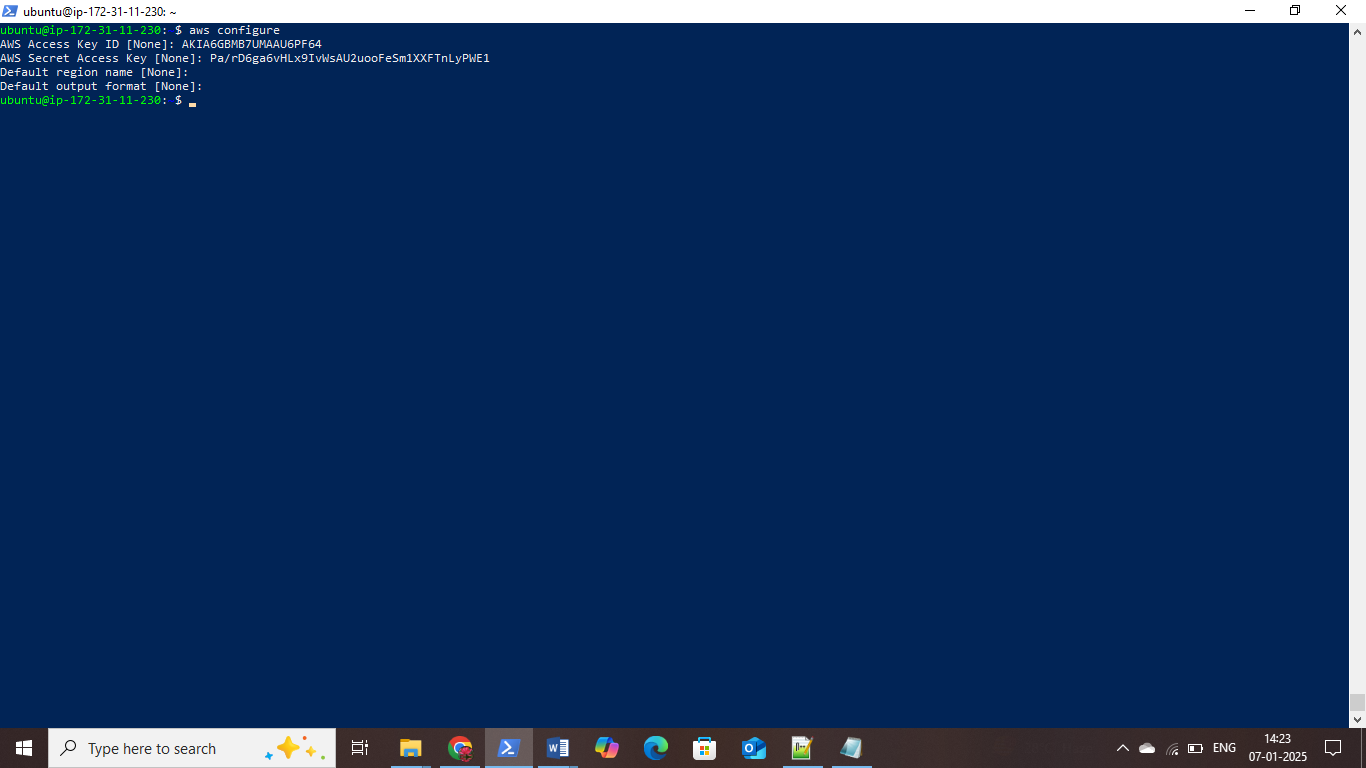 ubuntu@ip-172-31-11-230: ~
ubuntu@ip-172-31-11-230: $ aws configure
AWS Access Key ID [None]: AKIA6GBMB7UMAAU6PF64
AWS Secret Access Key [None]: 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
Default region name [None]:
Default output format [None]:
ubuntu@ip-172-31-11-230: $
Type here to search
ENG
14:23
07-01-2025